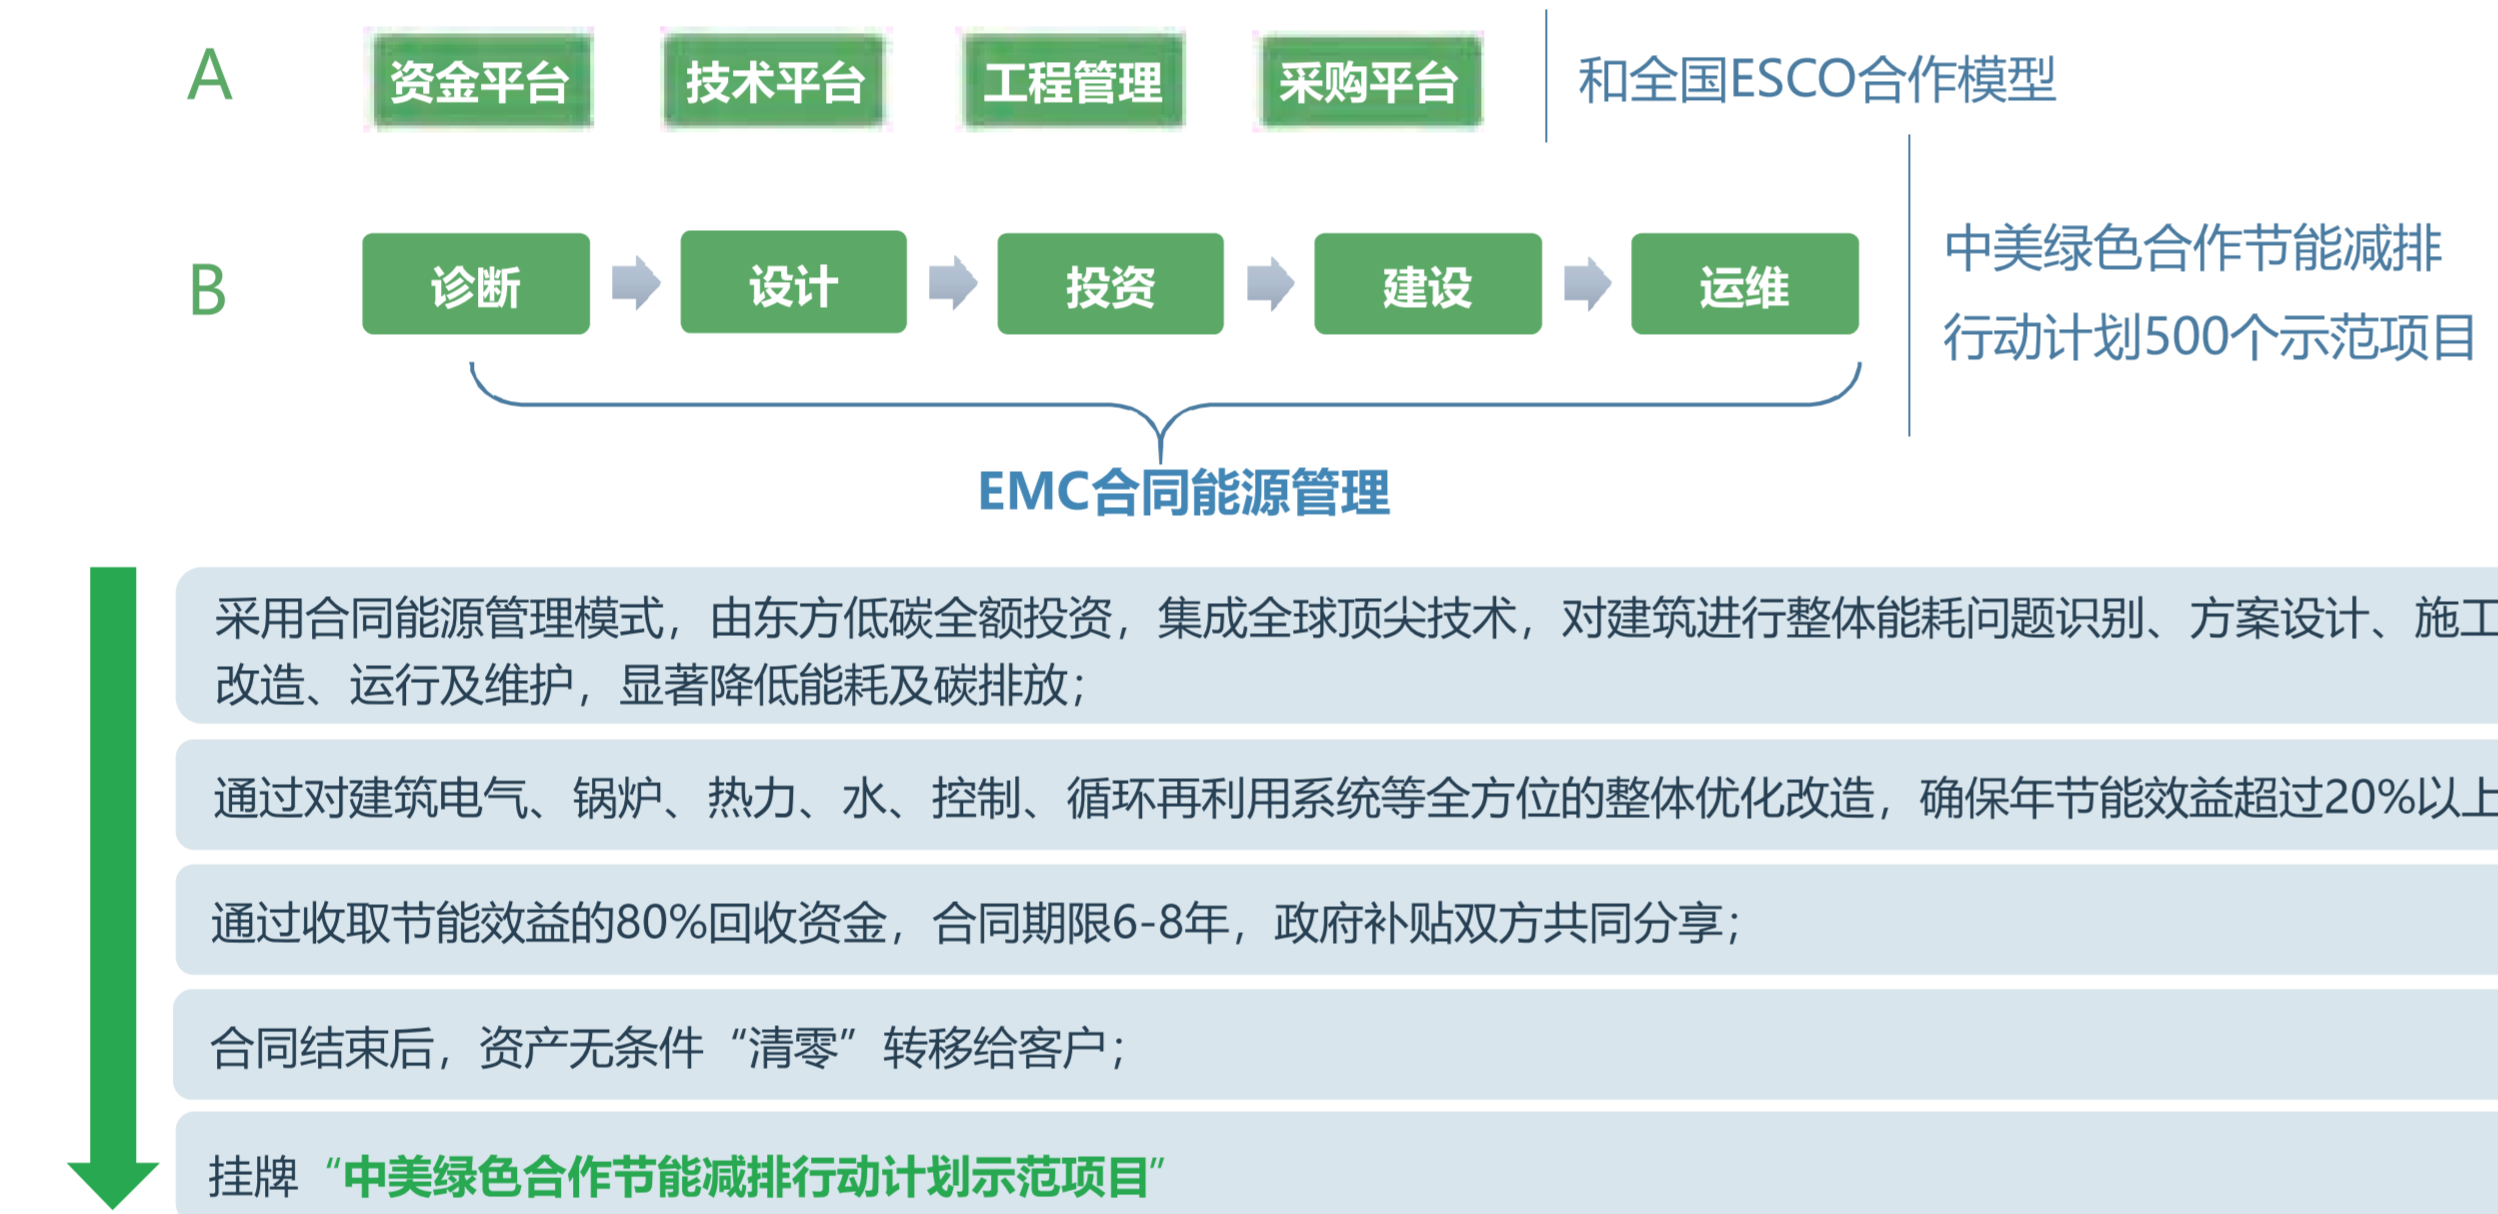 A 资金平台 技术平台 工程管理 采购平台 和全国ESCO合作模型
B 诊断 设计 投资 建设 运维 中美绿色合作节能减排
行动计划500个示范项目
EMC合同能源管理
采用合同能源管理模式，由东方低碳全额投资，集成全球顶尖技术，对建筑进行整体能耗问题识别、方案设计、施工
改造、运行及维护，显著降低能耗及碳排放；
通过对建筑电气、锅炉、热力、水、控制、循环再利用系统等全方位的整体优化改造，确保年节能效益超过20%以上
通过收取节能效益的80%回收资金，合同期限6-8年，政府补贴双方共同分享；
合同结束后，资产无条件“清零”转移给客户；
挂牌“中美绿色合作节能减排行动计划示范项目”